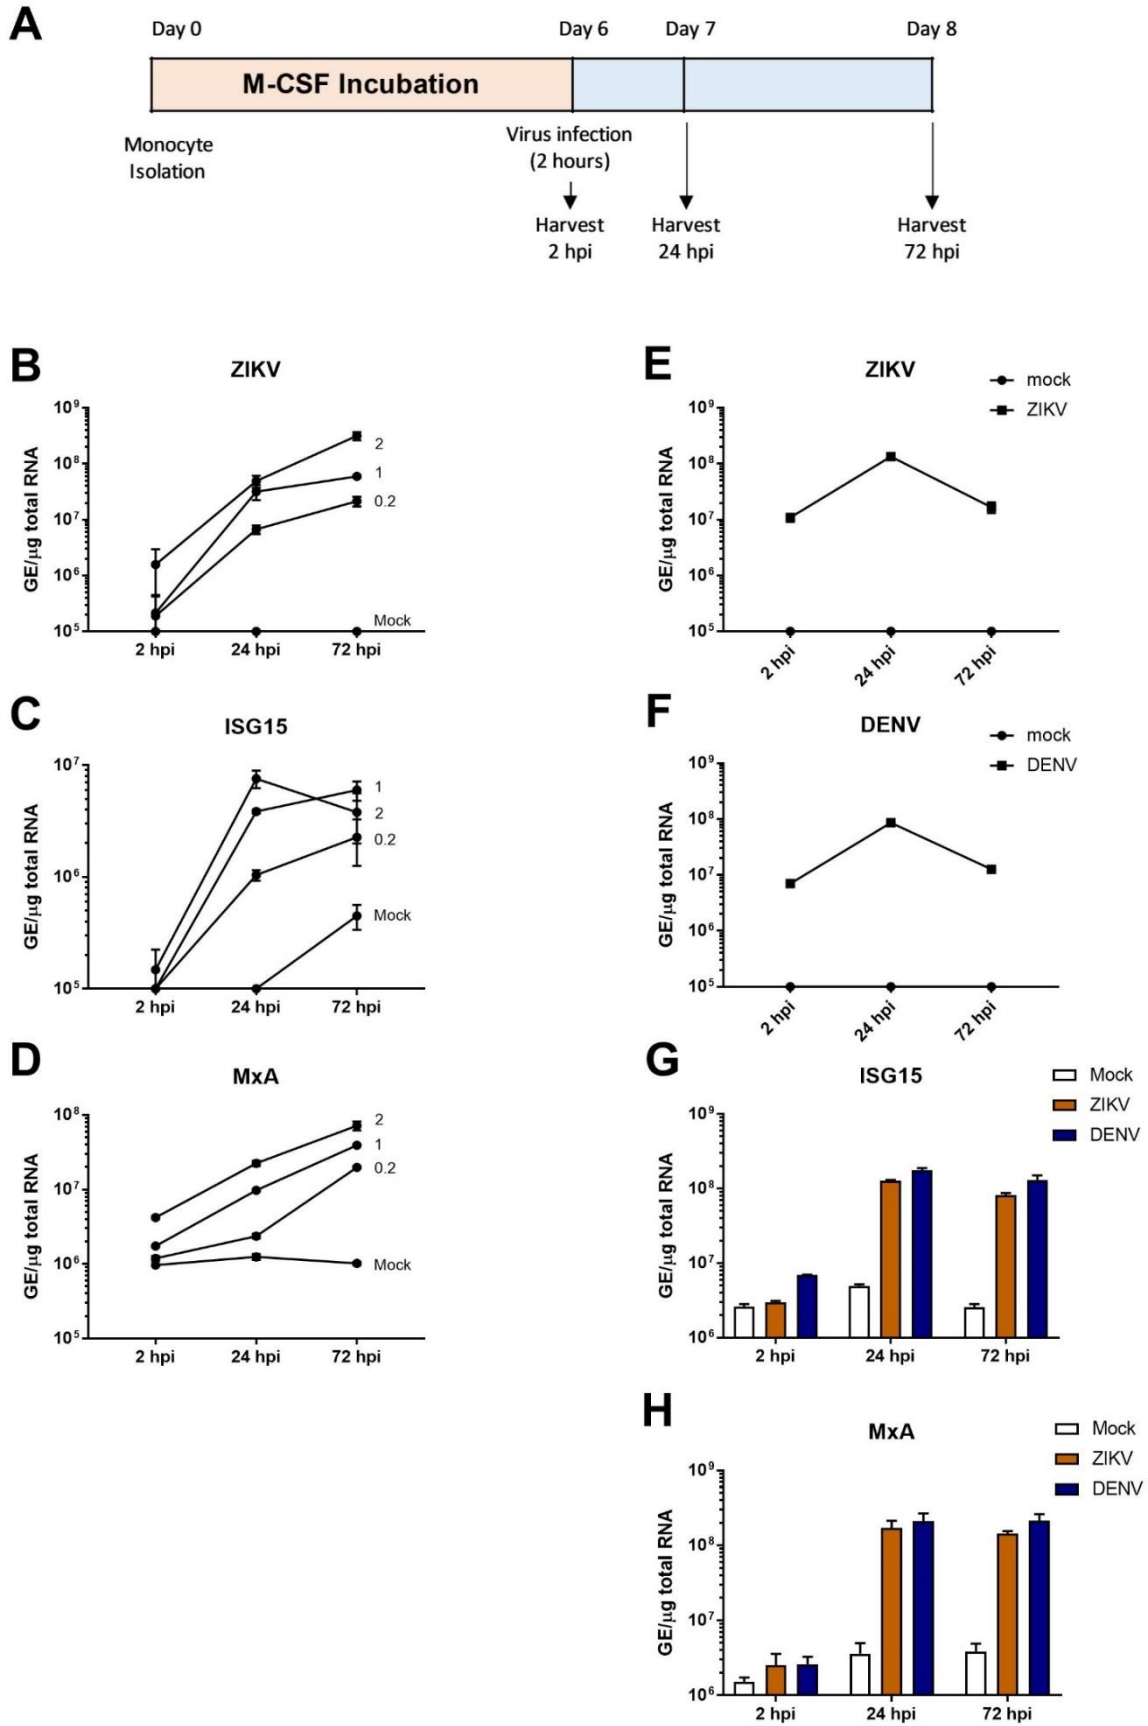 A
Day 0
Day 6
Day 7
Day 8
M-CSF Incubation
Monocyte
Isolation
Virus infection
(2 hours)
Harvest
2 hpi
Harvest
24 hpi
Harvest
72 hpi
B
ZIKV
GE/µg total RNA
10⁹
10⁸
10⁷
10⁶
10⁵
2
1
0.2
Mock
2 hpi
24 hpi
72 hpi
C
ISG15
GE/µg total RNA
10⁷
10⁶
10⁵
1
2
0.2
Mock
2 hpi
24 hpi
72 hpi
D
MxA
GE/µg total RNA
10⁸
10⁷
10⁶
10⁵
2
1
0.2
Mock
2 hpi
24 hpi
72 hpi
E
ZIKV
mock
ZIKV
GE/µg total RNA
10⁹
10⁸
10⁷
10⁶
10⁵
2 hpi
24 hpi
72 hpi
F
DENV
mock
DENV
GE/µg total RNA
10⁹
10⁸
10⁷
10⁶
10⁵
2 hpi
24 hpi
72 hpi
G
ISG15
Mock
ZIKV
DENV
GE/µg total RNA
10⁹
10⁸
10⁷
10⁶
2 hpi
24 hpi
72 hpi
H
MxA
Mock
ZIKV
DENV
GE/µg total RNA
10⁹
10⁸
10⁷
10⁶
2 hpi
24 hpi
72 hpi